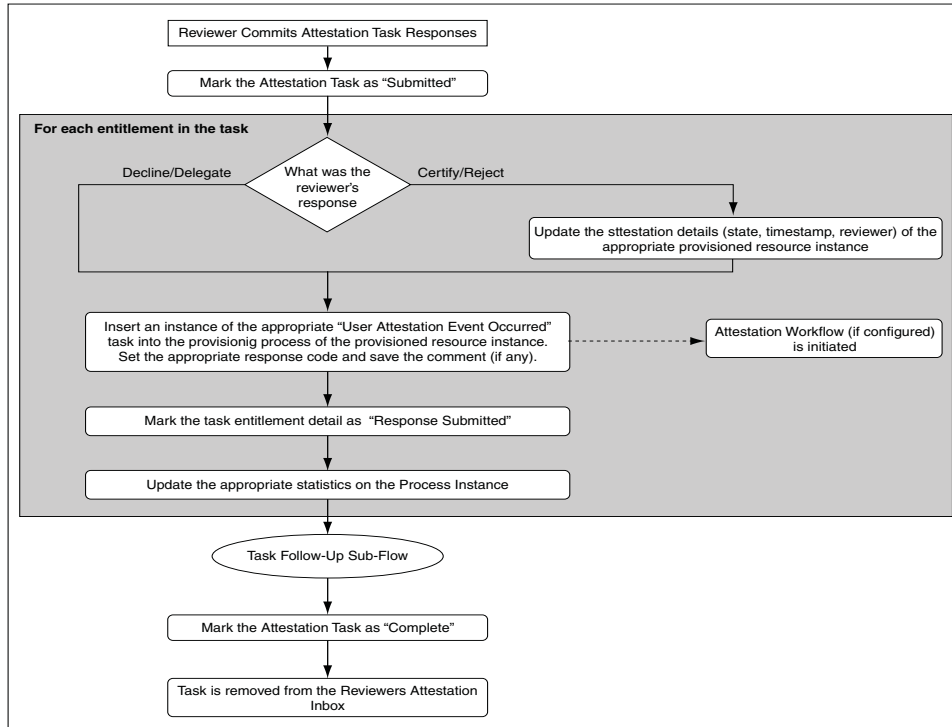 Reviewer Commits Attestation Task Responses
Mark the Attestation Task as “Submitted”
For each entitlement in the task
Decline/Delegate
What was the
reviewer's
response
Certify/Reject
Update the sttestation details (state, timestamp, reviewer) of the
appropriate provisioned resource instance
Insert an instance of the appropriate “User Attestation Event Occurred”
task into the provisionig process of the provisioned resource instance.
Set the appropriate response code and save the comment (if any).
Attestation Workflow (if configured)
is initiated
Mark the task entitlement detail as “Response Submitted”
Update the appropriate statistics on the Process Instance
Task Follow-Up Sub-Flow
Mark the Attestation Task as “Complete”
Task is removed from the Reviewers Attestation
Inbox